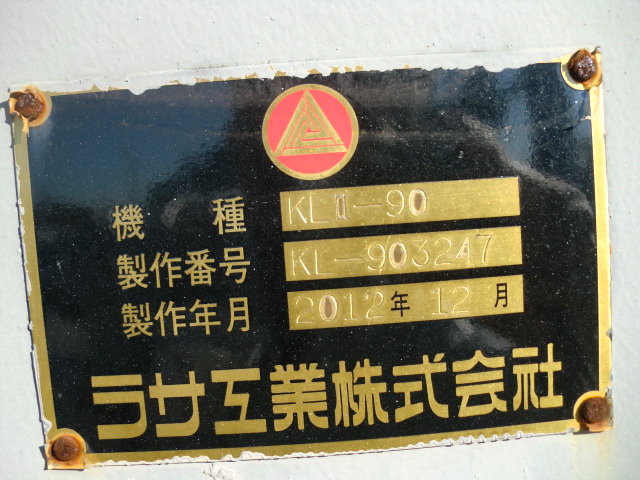 機種 KL1-90
製作番号 KL-903247
製作年月 2012年 12月
ラサ工業株式会社